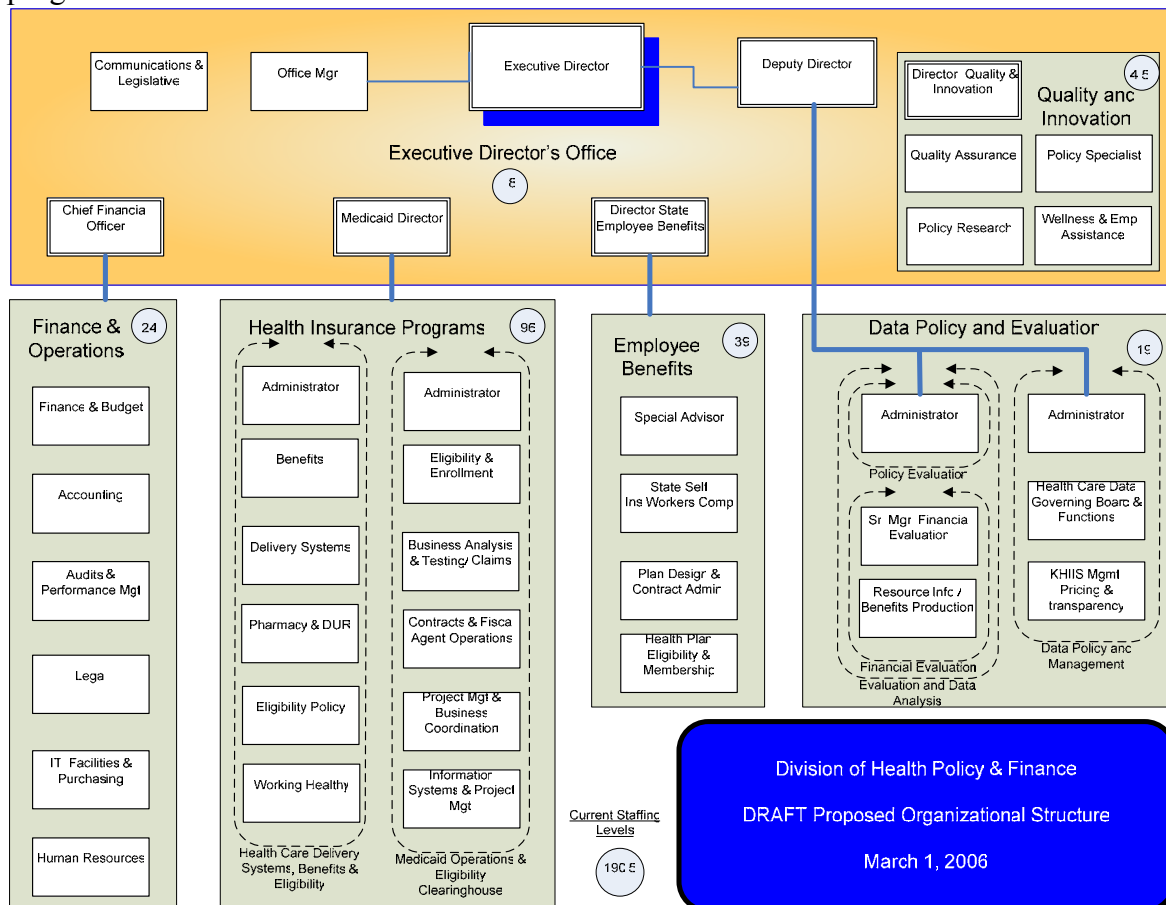 Communications &
Legislative
Office Mgr
Executive Director
Deputy Director
Director Quality &
Innovation
4 5
Quality and
Innovation
Quality Assurance
Policy Specialist
Policy Research
Wellness & Emp
Assistance
Executive Director's Office
8
Chief Financia
Officer
Medicaid Director
Director State
Employee Benefits
Finance &
Operations
24
Finance & Budget
Accounting
Audits &
Performance Mgt
Lega
IT Facilities &
Purchasing
Human Resources
Health Insurance Programs
96
Administrator
Benefits
Delivery Systems
Pharmacy & DUR
Eligibility Policy
Working Healthy
Health Care Delivery
Systems, Benefits &
Eligibility
Administrator
Eligibility &
Enrollment
Business Analysis
& Testing/ Claims
Contracts & Fisca
Agent Operations
Project Mgt &
Business
Coordination
Information
Systems & Project
Mgt
Medicaid Operations &
Eligibility
Clearinghouse
Employee
Benefits
39
Special Advisor
State Self
Ins Workers Comp
Plan Design &
Contract Admin
Health Plan
Eligibility &
Membership
Data Policy and Evaluation
19
Administrator
Policy Evaluation
Sr Mgr Financial
Evaluation
Resource Info /
Benefits Production
Financial Evaluation
Evaluation and Data
Analysis
Administrator
Health Care Data
Governing Board &
Functions
KHIIS Mgmt
Pricing &
transparency
Data Policy and
Management
Current Staffing
Levels
190 5
Division of Health Policy & Finance
DRAFT Proposed Organizational Structure
March 1, 2006